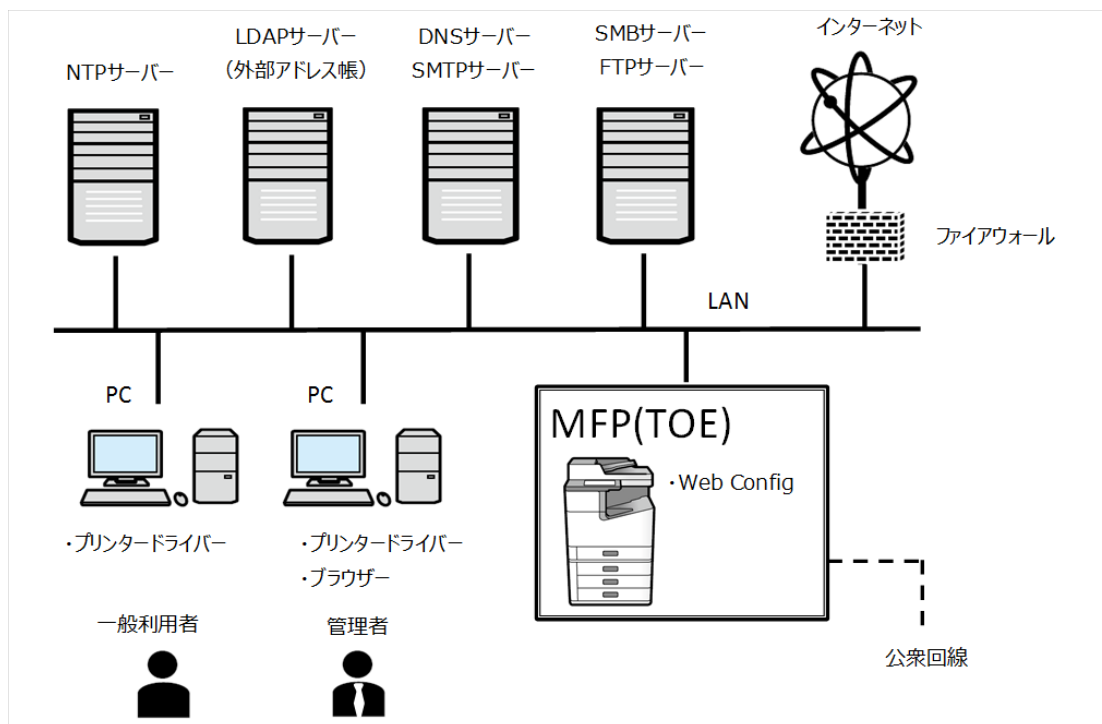 NTPサーバー
LDAPサーバー
（外部アドレス帳）
DNSサーバー
SMTPサーバー
SMBサーバー
FTPサーバー
インターネット
ファイアウォール
LAN
PC
PC
MFP(TOE)
・Web Config
・プリンタードライバー
・プリンタードライバー
・ブラウザー
一般利用者
管理者
公衆回線